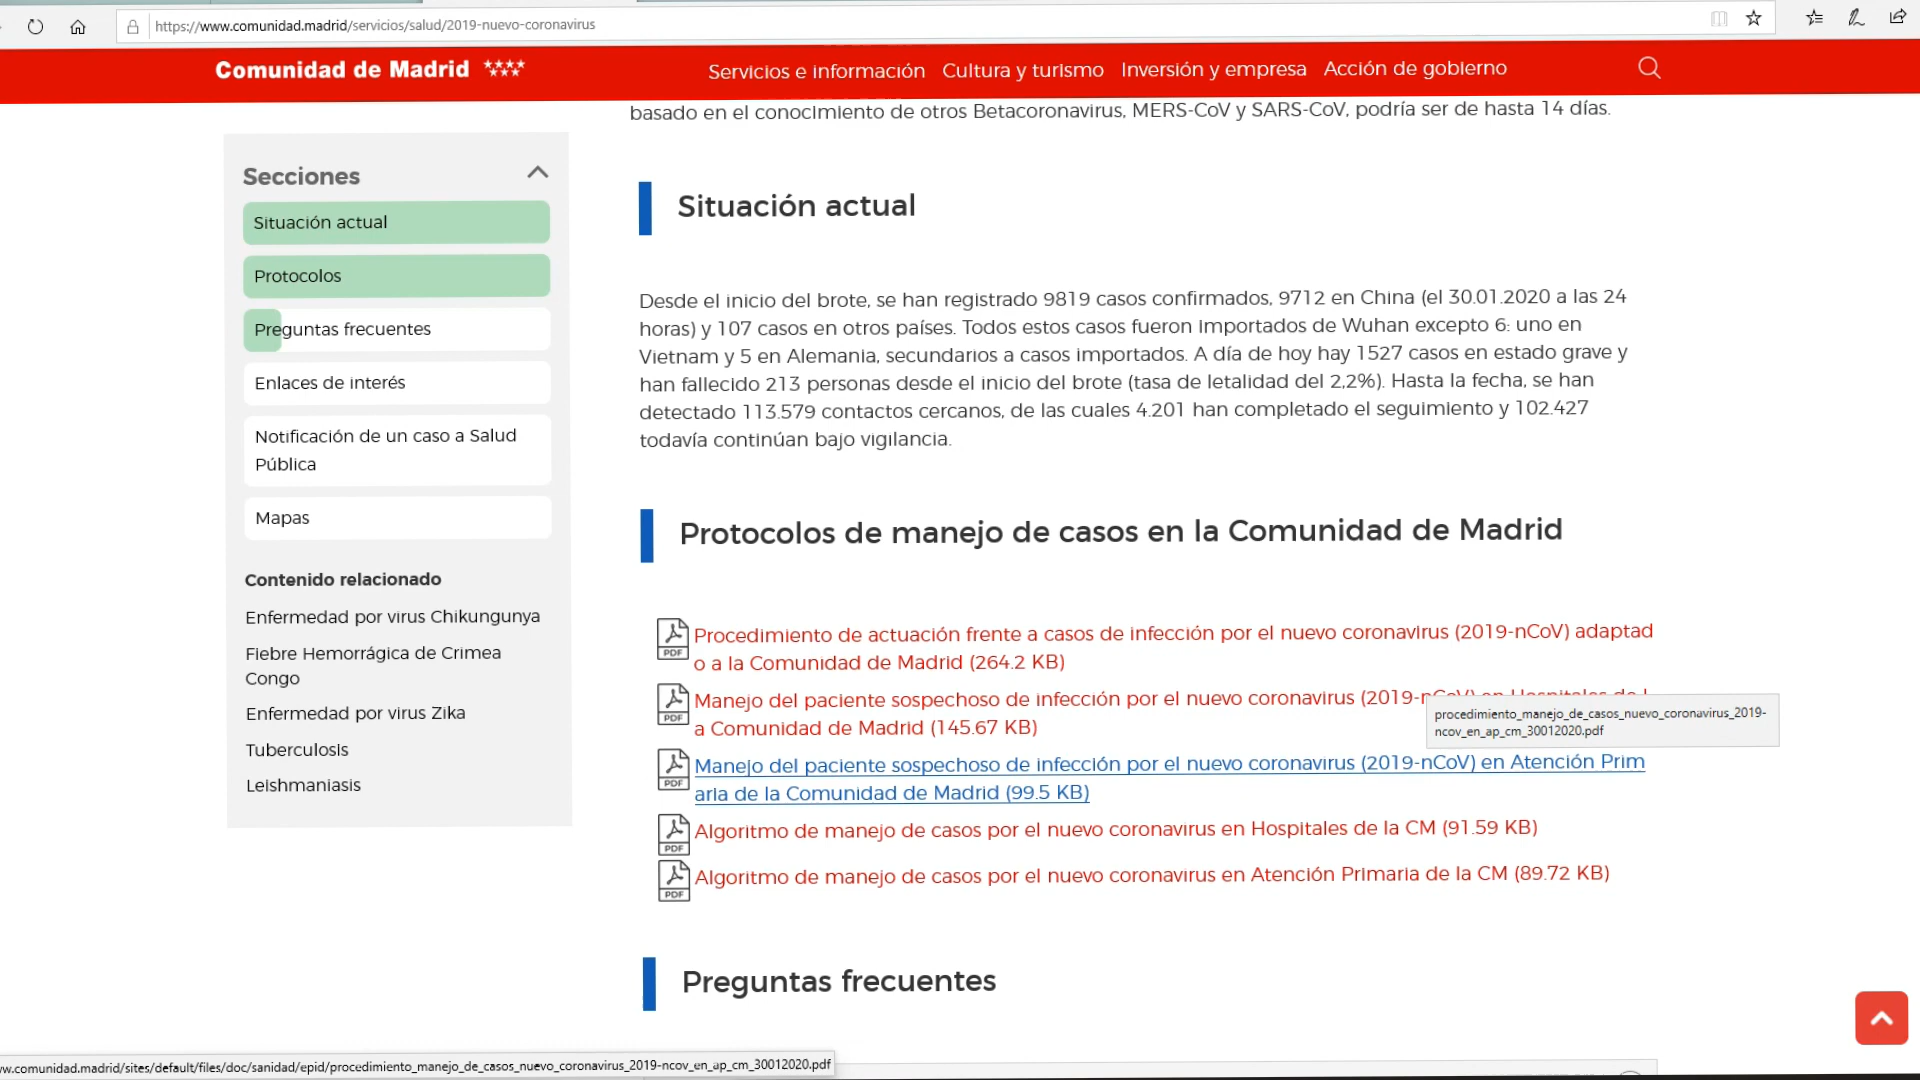 https://www.comunidad.madrid/servicios/salud/2019-nuevo-coronavirus
Comunidad de Madrid
Servicios e información
Cultura y turismo
Inversión y empresa
Acción de gobierno
basado en el conocimiento de otros Betacoronavirus, MERS-CoV y SARS-CoV, podría ser de hasta 14 días.
Secciones
Situación actual
Protocolos
Preguntas frecuentes
Enlaces de interés
Notificación de un caso a Salud
Pública
Mapas
Contenido relacionado
Enfermedad por virus Chikungunya
Fiebre Hemorrágica de Crimea
Congo
Enfermedad por virus Zika
Tuberculosis
Leishmaniasis
Situación actual
Desde el inicio del brote, se han registrado 9819 casos confirmados, 9712 en China (el 30.01.2020 a las 24
horas) y 107 casos en otros países. Todos estos casos fueron importados de Wuhan excepto 6: uno en
Vietnam y 5 en Alemania, secundarios a casos importados. A día de hoy hay 1527 casos en estado grave y
han fallecido 213 personas desde el inicio del brote (tasa de letalidad del 2,2%). Hasta la fecha, se han
detectado 113.579 contactos cercanos, de las cuales 4.201 han completado el seguimiento y 102.427
todavía continúan bajo vigilancia.
Protocolos de manejo de casos en la Comunidad de Madrid
PDF
Procedimiento de actuación frente a casos de infección por el nuevo coronavirus (2019-nCoV) adaptad
o a la Comunidad de Madrid (264.2 KB)
PDF
Manejo del paciente sospechoso de infección por el nuevo coronavirus (2019-nCoV) en Hospitales de l
a Comunidad de Madrid (145.67 KB)
procedimiento_manejo_de_casos_nuevo_coronavirus_2019-
ncov_en_ap_cm_30012020.pdf
PDF
Manejo del paciente sospechoso de infección por el nuevo coronavirus (2019-nCoV) en Atención Prim
aria de la Comunidad de Madrid (99.5 KB)
PDF
Algoritmo de manejo de casos por el nuevo coronavirus en Hospitales de la CM (91.59 KB)
PDF
Algoritmo de manejo de casos por el nuevo coronavirus en Atención Primaria de la CM (89.72 KB)
Preguntas frecuentes
w.comunidad.madrid/sites/default/files/doc/sanidad/epid/procedimiento_manejo_de_casos_nuevo_coronavirus_2019-ncov_en_ap_cm_30012020.pdf